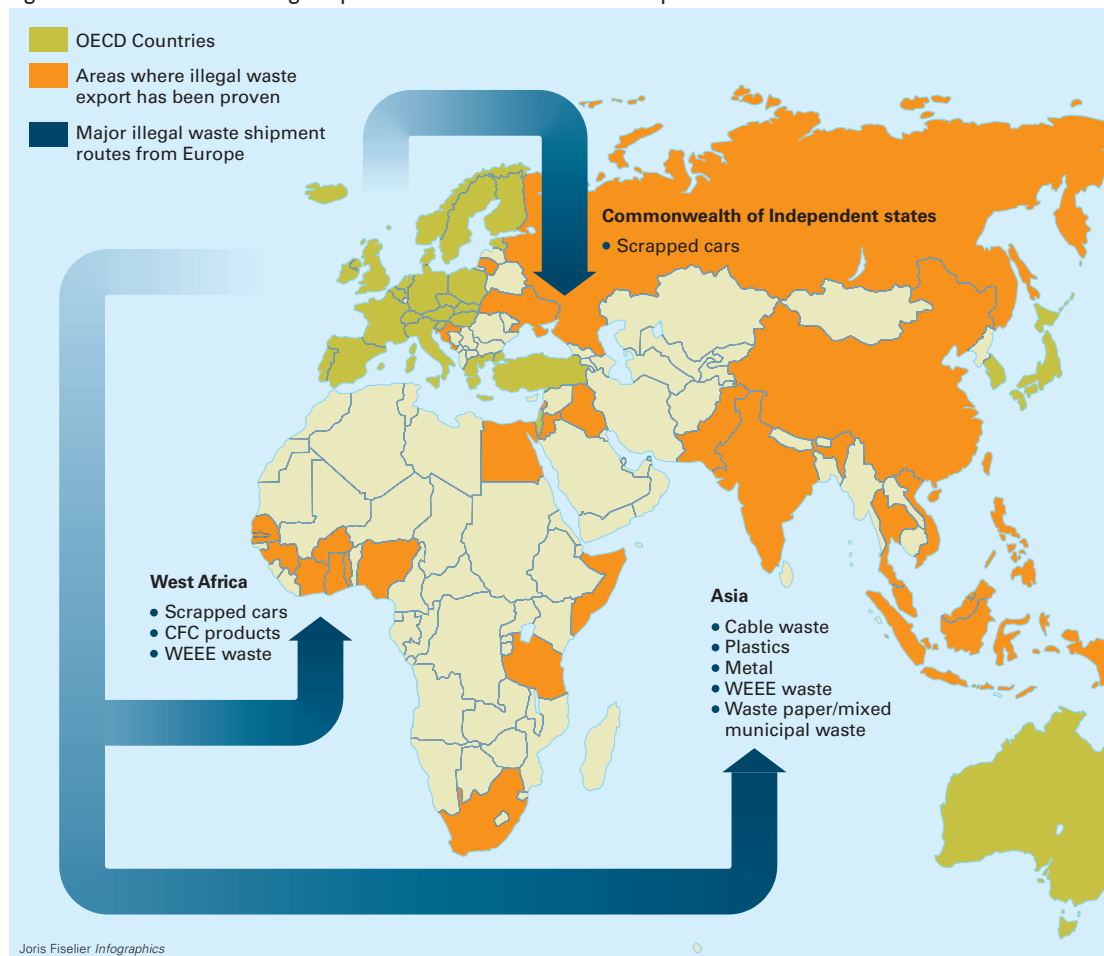 OECD Countries
Areas where illegal waste
export has been proven
Major illegal waste shipment
routes from Europe
Commonwealth of Independent states
• Scrapped cars
West Africa
• Scrapped cars
• CFC products
• WEEE waste
Asia
• Cable waste
• Plastics
• Metal
• WEEE waste
• Waste paper/mixed
municipal waste
Joris Fiselier Infographics